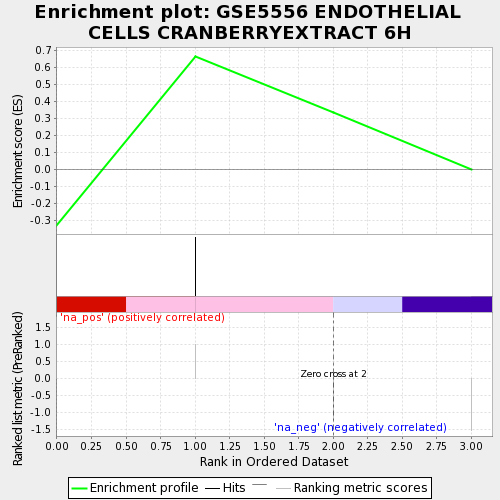 Enrichment plot: GSE5556 ENDOTHELIAL
CELLS CRANBERRYEXTRACT 6H
Enrichment score (ES)
0.7
0.6
0.5
0.4
0.3
0.2
0.1
0.0
-0.1
-0.2
-0.3
'na_pos' (positively correlated)
Ranked list metric (PreRanked)
1.5
1.0
0.5
0.0
-0.5
-1.0
-1.5
Zero cross at 2
'na_neg' (negatively correlated)
0.00 0.25 0.50 0.75 1.00 1.25 1.50 1.75 2.00 2.25 2.50 2.75 3.00
Rank in Ordered Dataset
Enrichment profile Hits Ranking metric scores